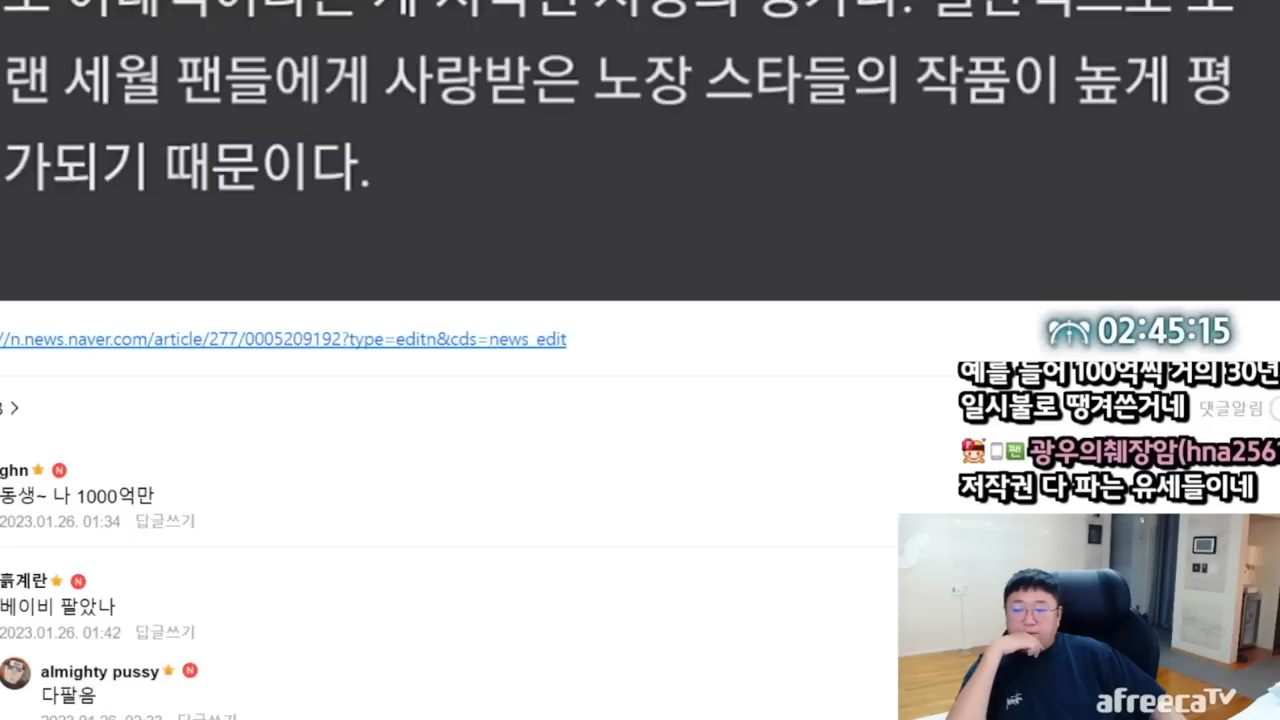 랜 세월 팬들에게 사랑받은 노장 스타들의 작품이 높게 평
가되기 때문이다.
//n.news.naver.com/article/277/0005209192?type=editn&cds=news_edit
02:45:15
예를 들어 100억씩 거의 30년
일시불로 땡겨쓴거네
댓글알림
광우의췌장암(hna256
저작권 다 파는 유세들이네
ghn
동생~ 나 1000억만
2023.01.26. 01:34 답글쓰기
흙계란
베이비 팔았나
2023.01.26. 01:42 답글쓰기
almighty pussy
다팔음
afreecaTV